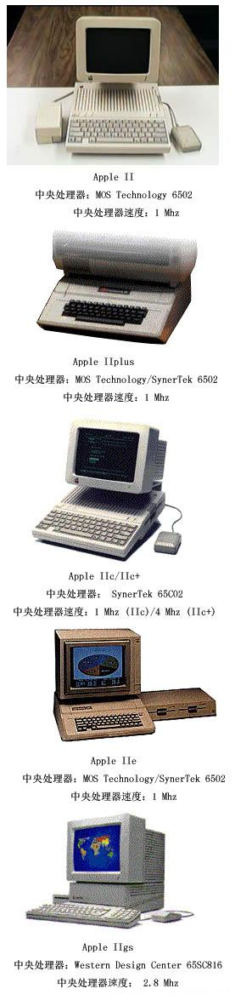 Apple II
中央处理器：MOS Technology 6502
中央处理器速度：1 Mhz
Apple IIplus
中央处理器：MOS Technology/SynerTek 6502
中央处理器速度：1 Mhz
Apple IIc/IIc+
中央处理器： SynerTek 65C02
中央处理器速度：1 Mhz (IIc)/4 Mhz (IIc+)
Apple IIe
中央处理器：MOS Technology/SynerTek 6502
中央处理器速度：1 Mhz
Apple IIgs
中央处理器：Western Design Center 65SC816
中央处理器速度： 2.8 Mhz